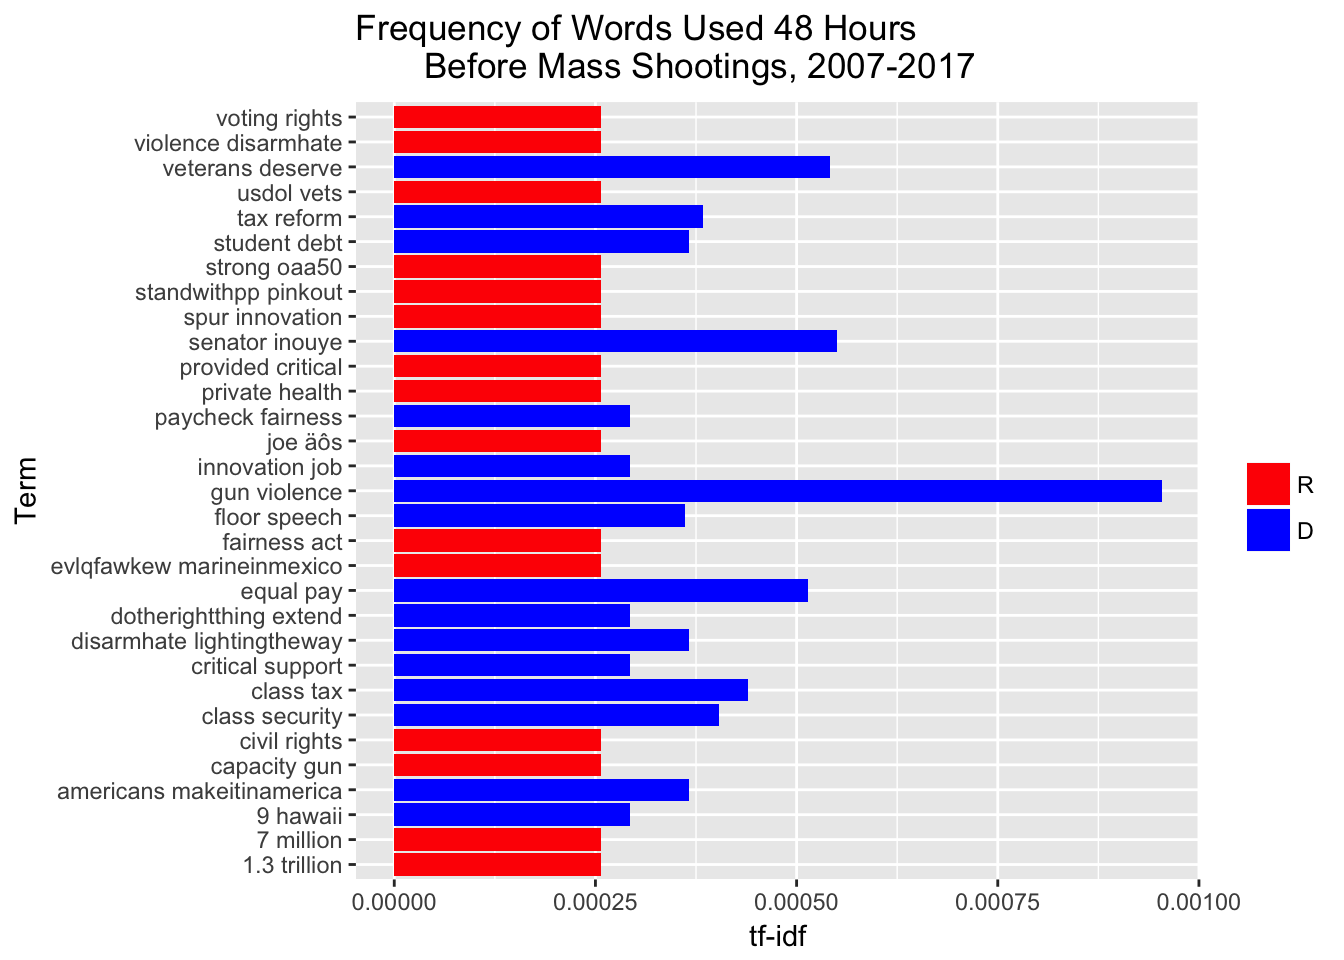 Frequency of Words Used 48 Hours
Before Mass Shootings, 2007-2017
voting rights
violence disarmhate
veterans deserve
usdol vets
tax reform
student debt
strong oaa50
standwithpp pinkout
spur innovation
senator inouye
provided critical
private health
paycheck fairness
joe äôs
innovation job
gun violence
floor speech
fairness act
evlqfawkew marineinmexico
equal pay
dotherightthing extend
disarmhate lightingtheway
critical support
class tax
class security
civil rights
capacity gun
americans makeitinamerica
9 hawaii
7 million
1.3 trillion
Term
0.00000 0.00025 0.00050 0.00075 0.00100
tf-idf
R
D